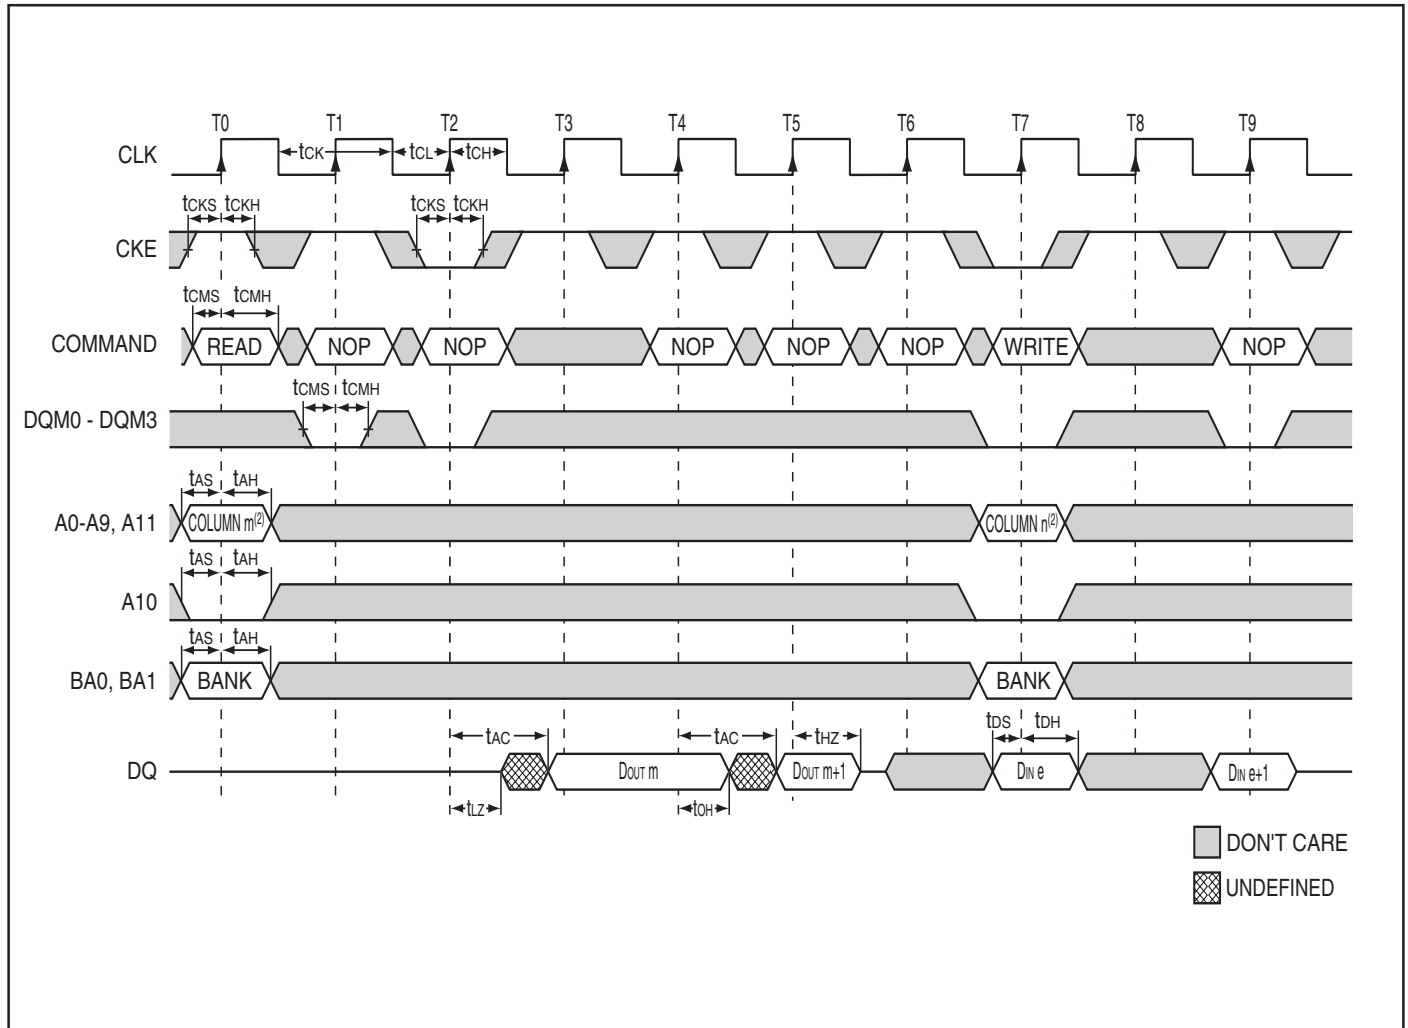 T0 T1 T2 T3 T4 T5 T6 T7 T8 T9
CLK tCK tCL tCH
tCKS tCKH tCKS tCKH
CKE
tCMS tCMH
COMMAND READ NOP NOP NOP NOP NOP WRITE NOP
tCMS tCMH
DQM0 - DQM3
tAS tAH
A0-A9, A11 COLUMN m(2) COLUMN n(2)
tAS tAH
A10
tAS tAH
BA0, BA1 BANK BANK
tAC tAC tHZ tDS tDH
DQ DOUT m DOUT m+1 DIN e DIN e+1
tLZ tOH
DON'T CARE
UNDEFINED